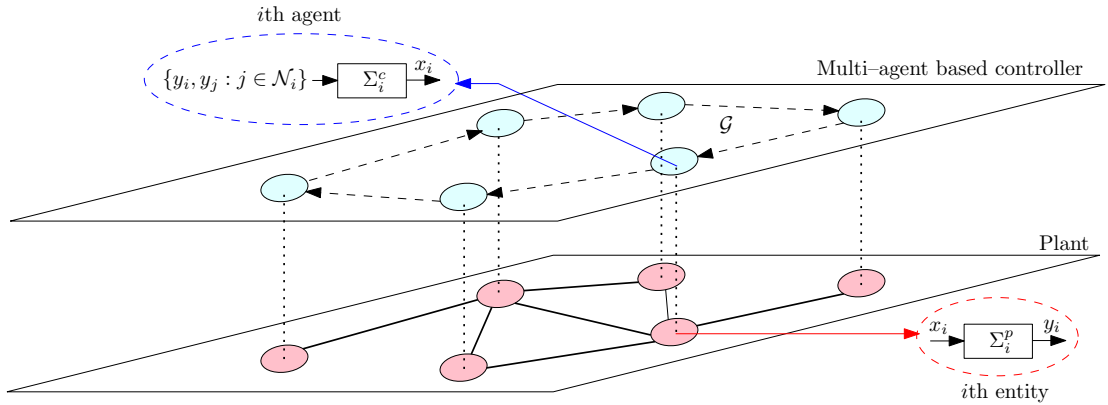 ith agent
{y_i, y_j : j ∈ 𝒩_i}
Σ_i^c
x_i
Multi–agent based controller
𝒢
Plant
x_i
Σ_i^p
y_i
ith entity